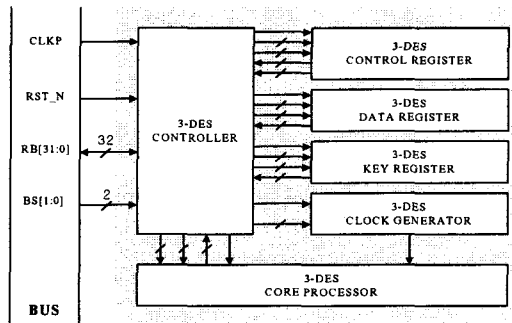 CLKP
RST_N
RB[31:0]
32
BS[1:0]
2
BUS
3-DES
CONTROLLER
3-DES
CONTROL REGISTER
3-DES
DATA REGISTER
3-DES
KEY REGISTER
3-DES
CLOCK GENERATOR
3-DES
CORE PROCESSOR